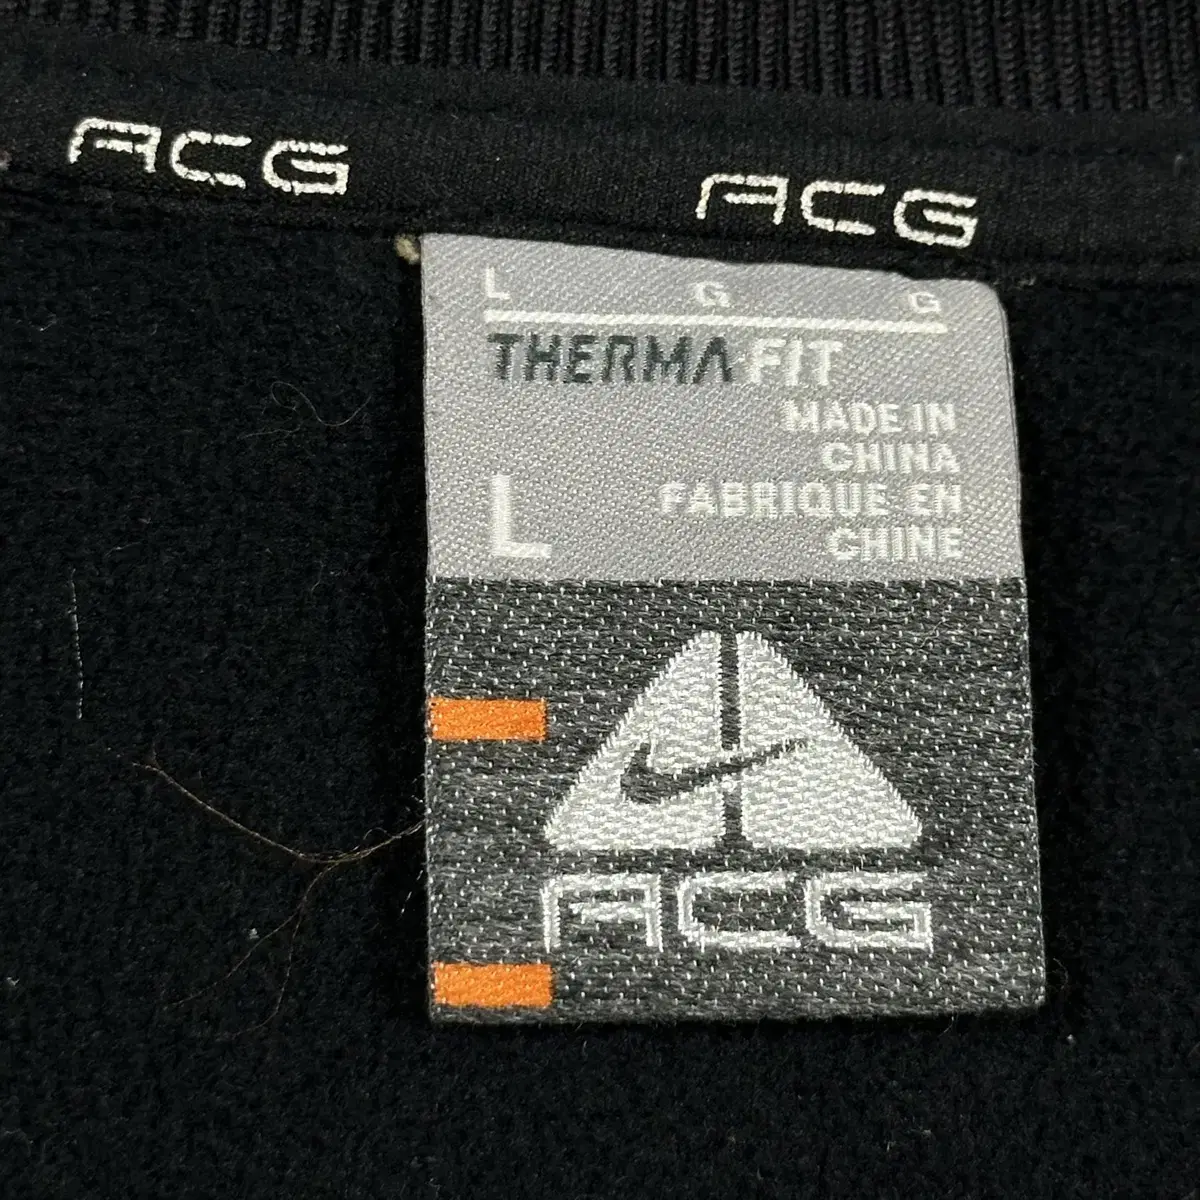 ACG ACG
L G G
THERMA-FIT
MADE IN
CHINA
L FABRIQUE EN
CHINE
ACG